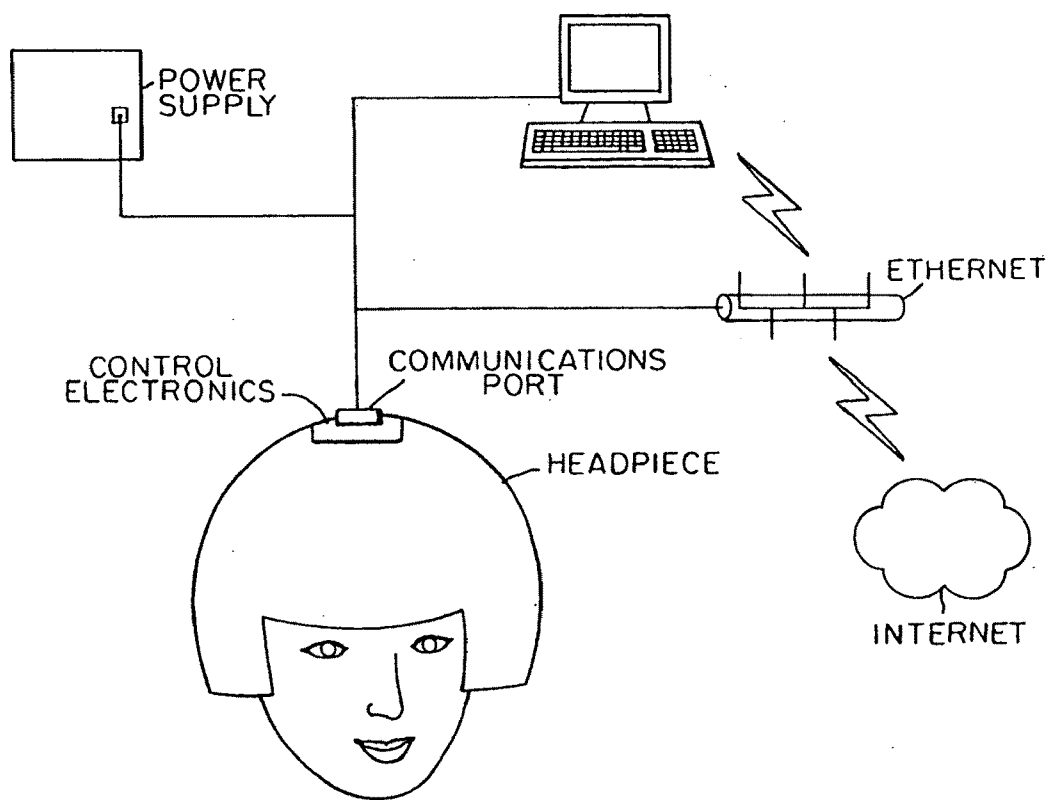 POWER
SUPPLY
ETHERNET
CONTROL
ELECTRONICS
COMMUNICATIONS
PORT
HEADPIECE
INTERNET